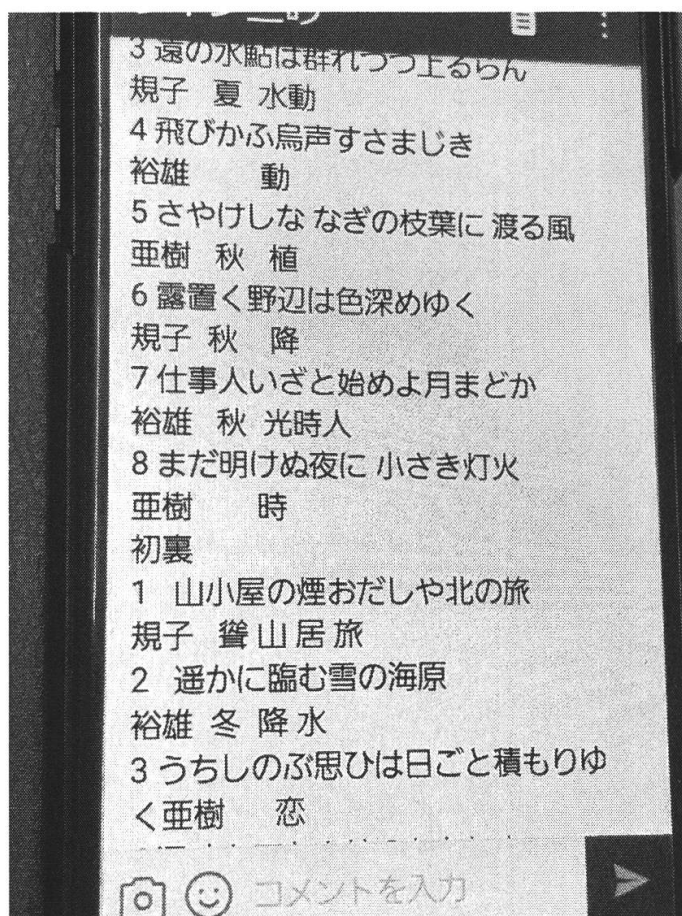 3 遠の水鮎は群れつつ上るらん
規子 夏 水動
4 飛びかふ鳥声すさまじき
裕雄 動
5 さやけしな なぎの枝葉に 渡る風
亜樹 秋 植
6 露置く野辺は色深めゆく
規子 秋 降
7 仕事人いざと始めよ月まどか
裕雄 秋 光時人
8 まだ明けぬ夜に 小さき灯火
亜樹 時
初裏
1 山小屋の煙おだしや北の旅
規子 聳 山 居 旅
2 遥かに臨む雪の海原
裕雄 冬 降 水
3 うちしのぶ思ひは日ごと積もりゆ
く亜樹 恋
コメントを入力